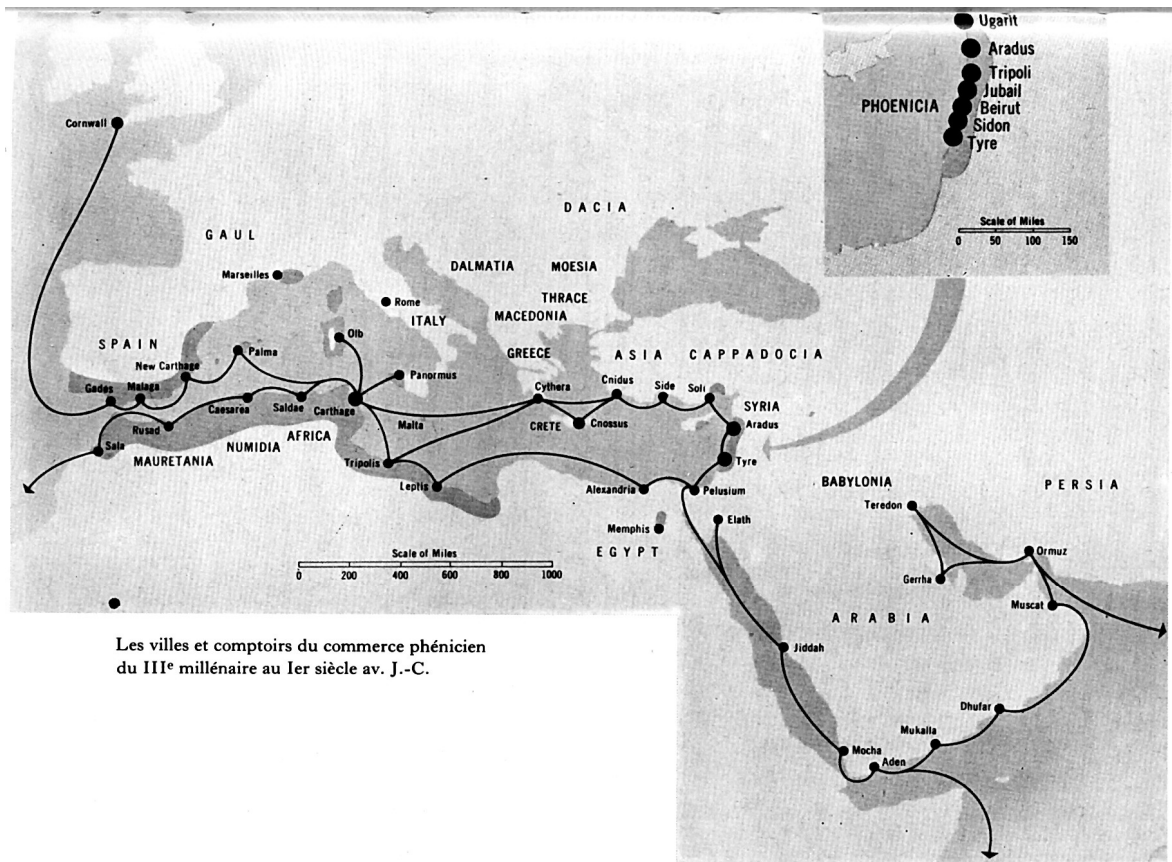 Ugarit
Aradus
Tripoli
Jubail
PHOENICIA
Beirut
Sidon
Tyre
Scale of Miles
0 50 100 150
Cornwall
DACIA
GAUL
DALMATIA MOESIA
Marseilles
THRACE
Rome
MACEDONIA
ITALY
Olb
SPAIN
Palma
GREECE
ASIA CAPPADOCIA
New Carthage
Panormus
Gades
Malaga
Caesarea
Saldae
Carthage
Cythera
Cnidus
Side
Soli
SYRIA
Malta
CRETE
Cnossus
Aradus
Rusad
AFRICA
NUMIDIA
Sala
MAURETANIA
Tripolis
Tyre
Leptis
Alexandria
Pelusium
BABYLONIA
PERSIA
Teredon
Elath
Memphis
EGYPT
Ormuz
Scale of Miles
0 200 400 600 1000
Gerrha
Muscat
ARABIA
Les villes et comptoirs du commerce phénicien
du IIIe millénaire au Ier siècle av. J.-C.
Jiddah
Dhufar
Mukalla
Mocha
Aden